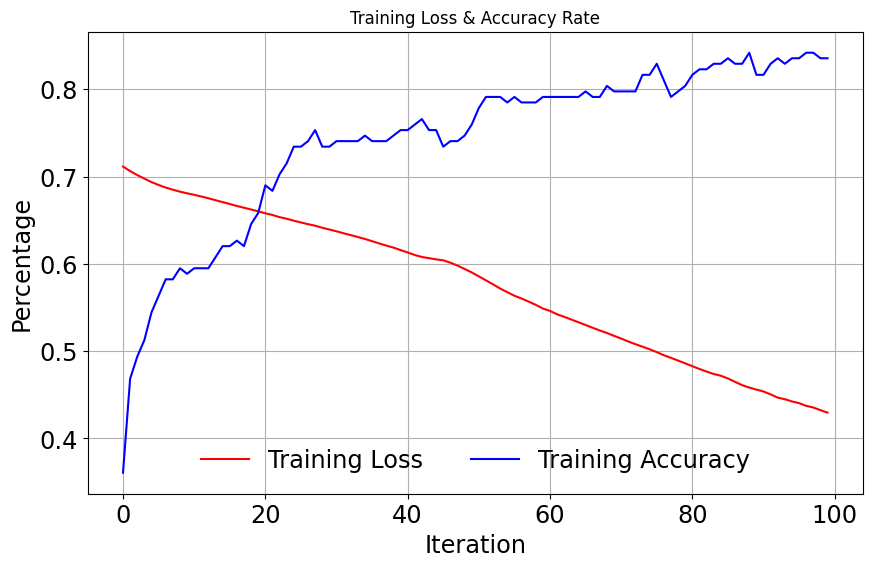 Training Loss & Accuracy Rate
Percentage
0.8
0.7
0.6
0.5
0.4
Training Loss
Training Accuracy
0
20
40
60
80
100
Iteration